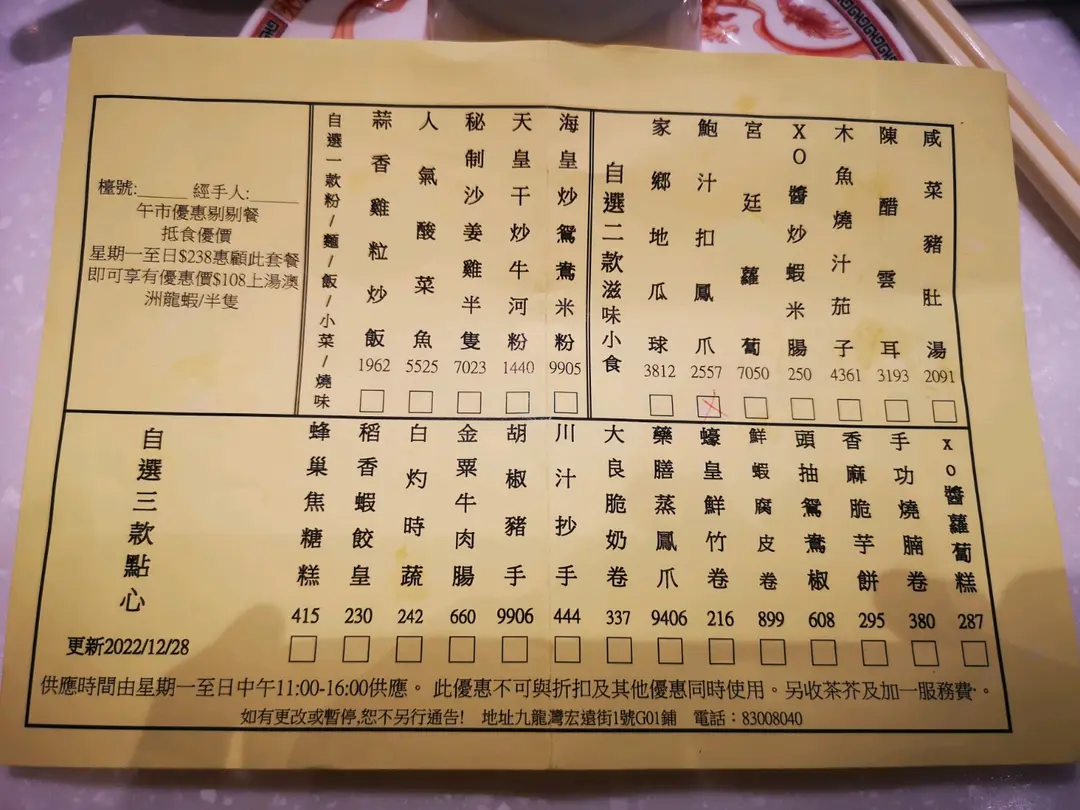 檯號:______ 經手人:_____
午市優惠剔剔餐
抵食優價
星期一至日$238惠顧此套餐
即可享有優惠價$108上湯澳
洲龍蝦/半隻
自選一款粉/麵/飯/小菜/燒味
蒜香雞粒炒飯 1962
人氣酸菜魚 5525
秘制沙姜雞半隻 7023
天皇干炒牛河粉 1440
海皇炒鴛鴦米粉 9905
自選二款滋味小食
家鄉地瓜球 3812
鮑汁扣鳳爪 2557
宮廷蘿蔔 7050
XO醬炒蝦米腸 250
木魚燒汁茄子 4361
陳醋雲耳 3193
咸菜豬肚湯 2091
自選三款點心
蜂巢焦糖糕 415
稻香蝦餃皇 230
白灼時蔬 242
金粟牛肉腸 660
胡椒豬手 9906
川汁抄手 444
大良脆奶卷 337
藥膳蒸鳳爪 9406
蠔皇鮮竹卷 216
鮮蝦腐皮卷 899
頭抽鴛鴦椒 608
香麻脆芋餅 295
手功燒腩卷 380
xo醬蘿蔔糕 287
更新2022/12/28
供應時間由星期一至日中午11:00-16:00供應。 此優惠不可與折扣及其他優惠同時使用。另收茶芥及加一服務費。
如有更改或暫停,恕不另行通告! 地址九龍灣宏遠街1號G01鋪 電話：83008040